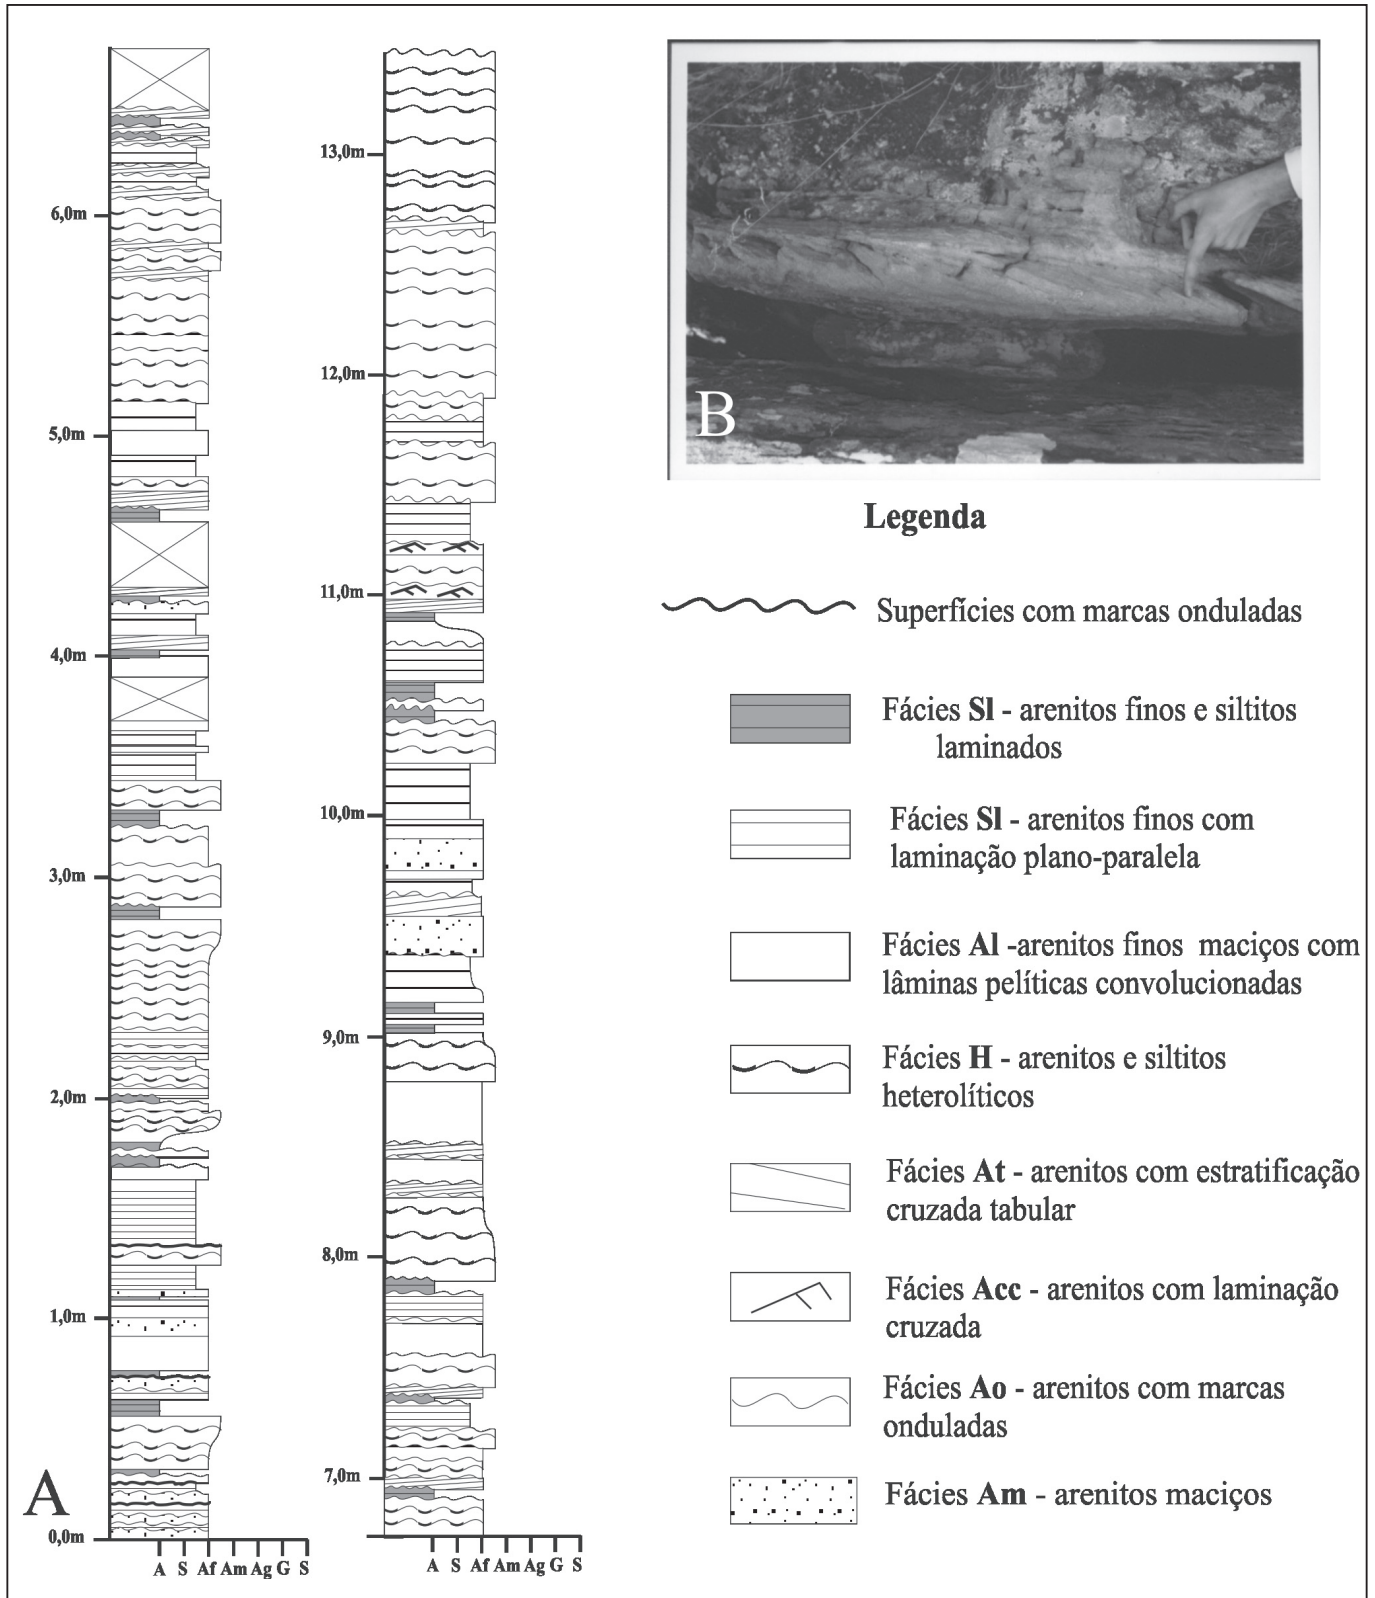 6,0m
5,0m
4,0m
3,0m
2,0m
1,0m
0,0m
A S Af Am Ag G S
A
13,0m
12,0m
11,0m
10,0m
9,0m
8,0m
7,0m
A S Af Am Ag G S
B
Legenda
Superfícies com marcas onduladas
Fácies Sl - arenitos finos e siltitos
laminados
Fácies Sl - arenitos finos com
laminação plano-paralela
Fácies Al -arenitos finos maciços com
lâminas pelíticas convolucionadas
Fácies H - arenitos e siltitos
heterolíticos
Fácies At - arenitos com estratificação
cruzada tabular
Fácies Acc - arenitos com laminação
cruzada
Fácies Ao - arenitos com marcas
onduladas
Fácies Am - arenitos maciços